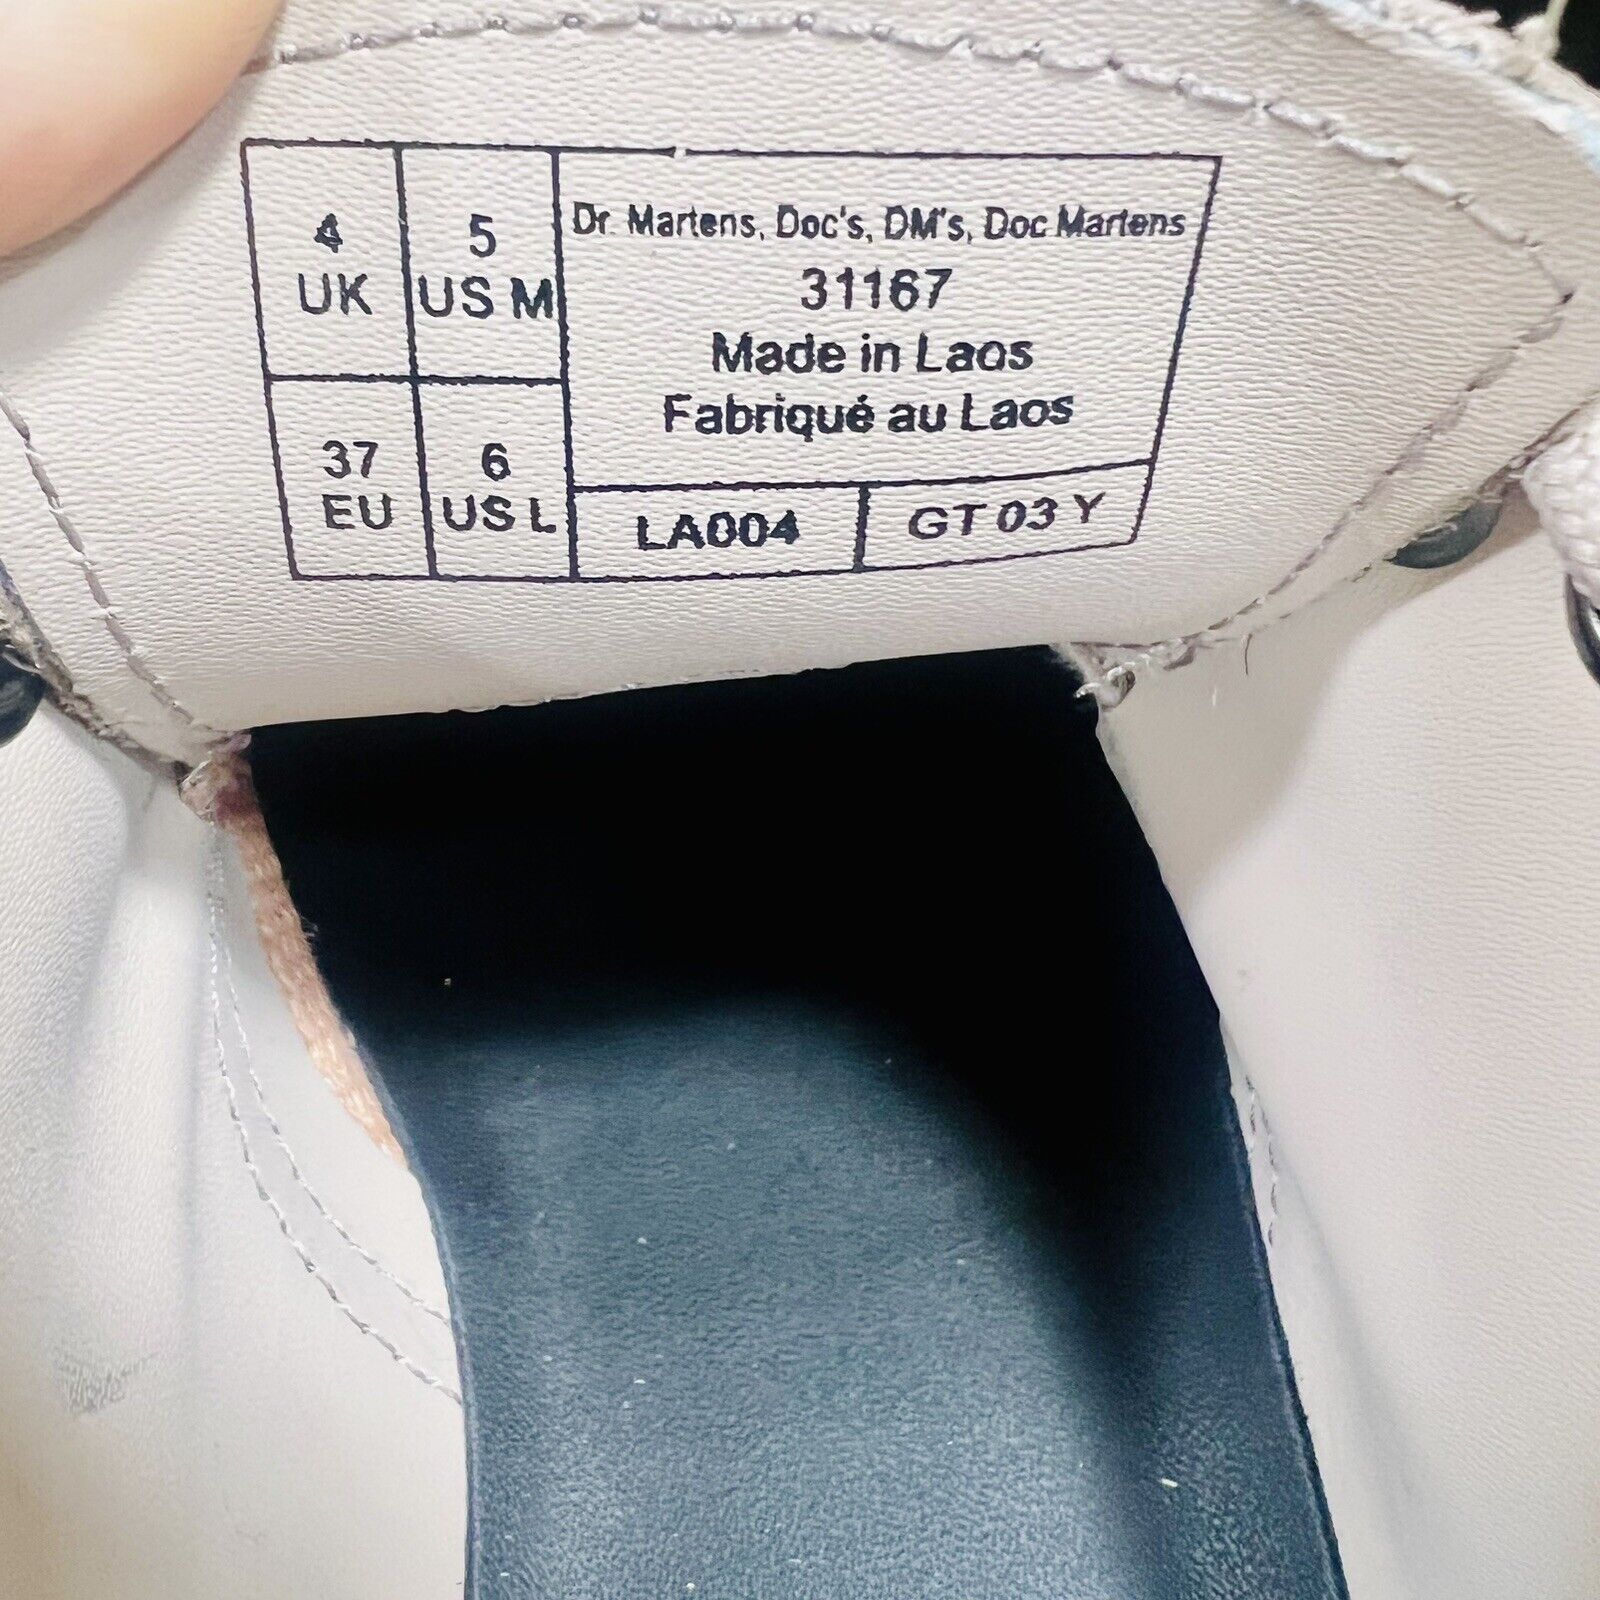 4
UK
5
US M
37
EU
6
US L
Dr. Martens, Doc's, DM's, Doc Martens
31167
Made in Laos
Fabriqué au Laos
LA004
GT 03 Y